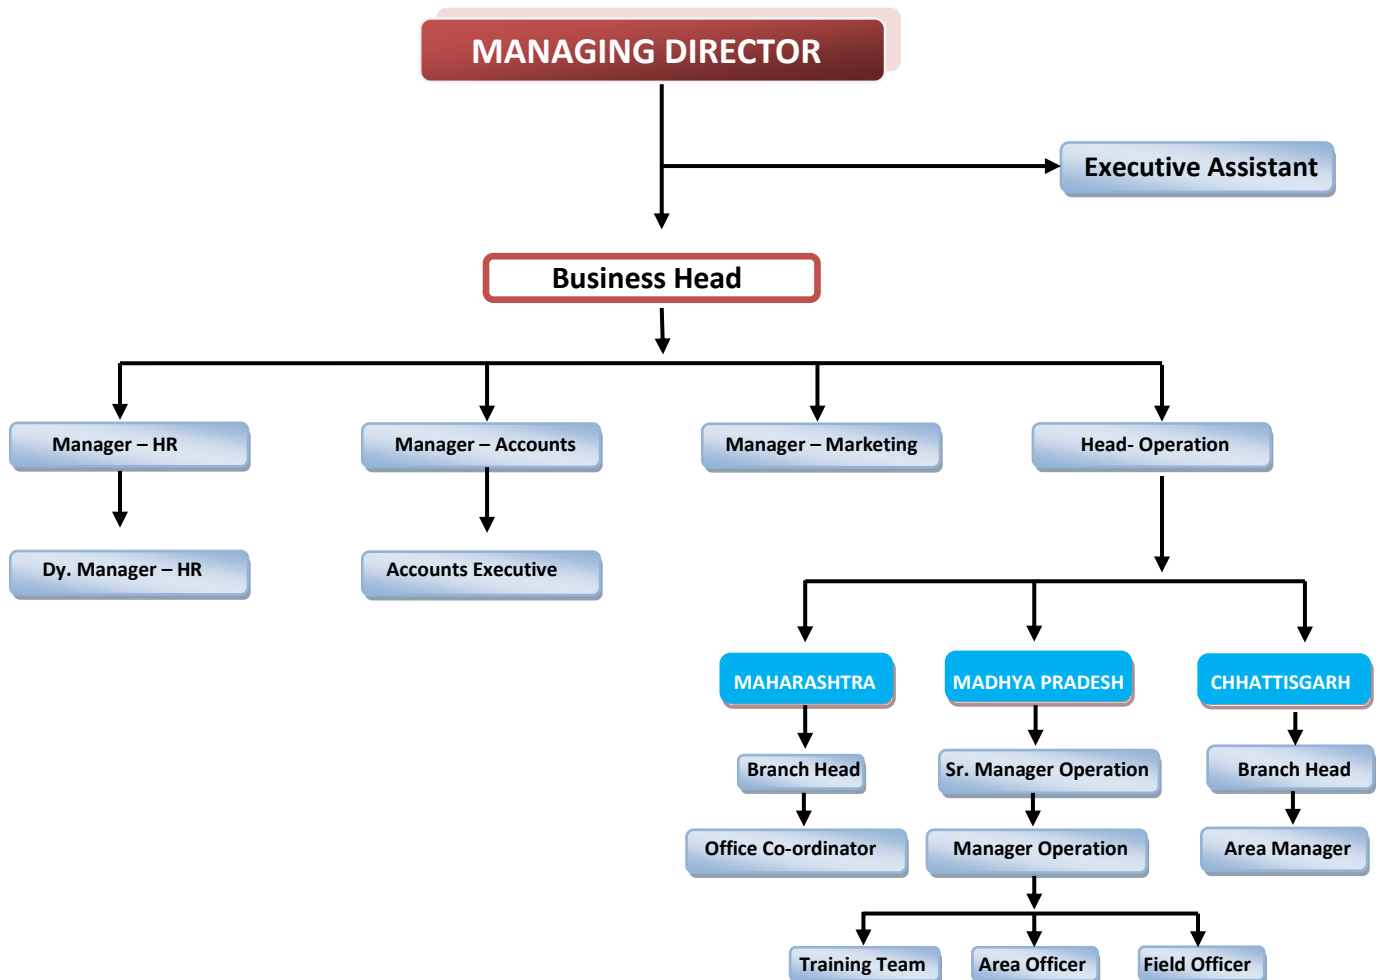 MANAGING DIRECTOR
Executive Assistant
Business Head
Manager – HR
Manager – Accounts
Manager – Marketing
Head- Operation
Dy. Manager – HR
Accounts Executive
MAHARASHTRA
MADHYA PRADESH
CHHATTISGARH
Branch Head
Sr. Manager Operation
Branch Head
Office Co-ordinator
Manager Operation
Area Manager
Training Team
Area Officer
Field Officer